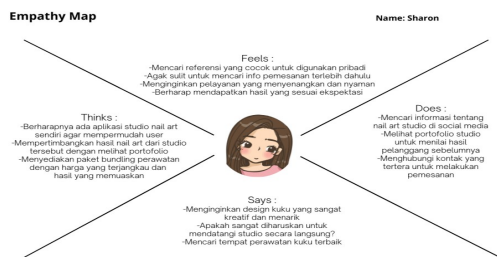 Empathy Map
Name: Sharon
Feels :
-Mencari referensi yang cocok untuk digunakan pribadi
-Agak sulit untuk mencari info pemesanan terlebih dahulu
-Menginginkan pelayanan yang menyenangkan dan nyaman
-Berharap mendapatkan hasil yang sesuai ekspektasi
Thinks :
-Berharapnya ada aplikasi studio nail art
sendiri agar mempermudah user
-Mempertimbangkan hasil nail art dari studio
tersebut dengan melihat portofolio
-Menyediakan paket bundling perawatan
dengan harga yang terjangkau dan
hasil yang memuaskan
Does :
-Mencari informasi tentang
nail art studio di social media
-Melihat portofolio studio
untuk menilai hasil
pelanggan sebelumnya
-Menghubungi kontak yang
tertera untuk melakukan
pemesanan
Says :
-Menginginkan design kuku yang sangat
kreatif dan menarik
-Apakah sangat diharuskan untuk
mendatangi studio secara langsung?
-Mencari tempat perawatan kuku terbaik